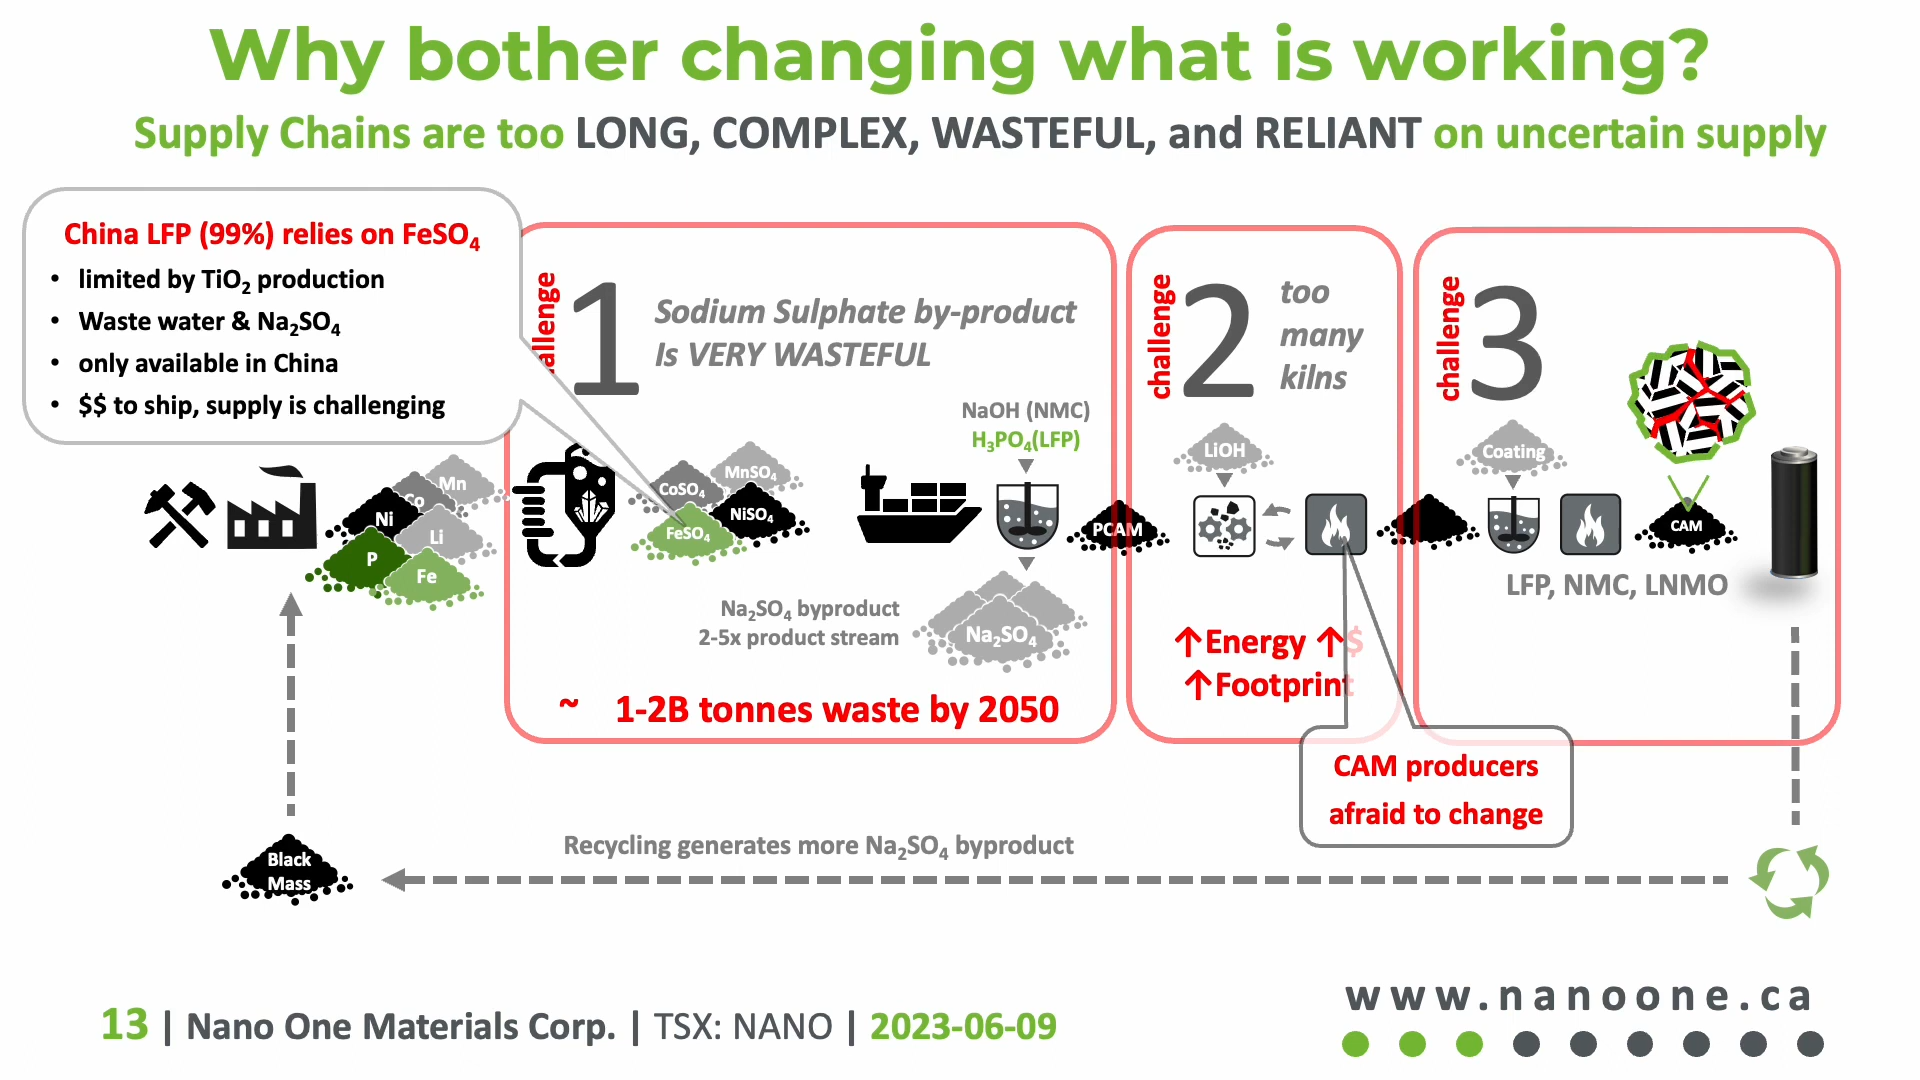 Why bother changing what is working?
Supply Chains are too LONG, COMPLEX, WASTEFUL, and RELIANT on uncertain supply
China LFP (99%) relies on FeSO₄
• limited by TiO₂ production
• Waste water & Na₂SO₄
• only available in China
• $$ to ship, supply is challenging
allenge
1
Sodium Sulphate by-product
Is VERY WASTEFUL
NaOH (NMC)
H₃PO₄(LFP)
challenge
2
too
many
kilns
challenge
3
Mn
Co
Ni
Li
P
Fe
MnSO₄
CoSO₄
NiSO₄
FeSO₄
PCAM
LiOH
Coating
CAM
LFP, NMC, LNMO
Na₂SO₄ byproduct
2-5x product stream
Na₂SO₄
~ 1-2B tonnes waste by 2050
↑Energy ↑$
↑Footprint
CAM producers
afraid to change
Recycling generates more Na₂SO₄ byproduct
Black
Mass
www.nanoone.ca
13 | Nano One Materials Corp. | TSX: NANO | 2023-06-09